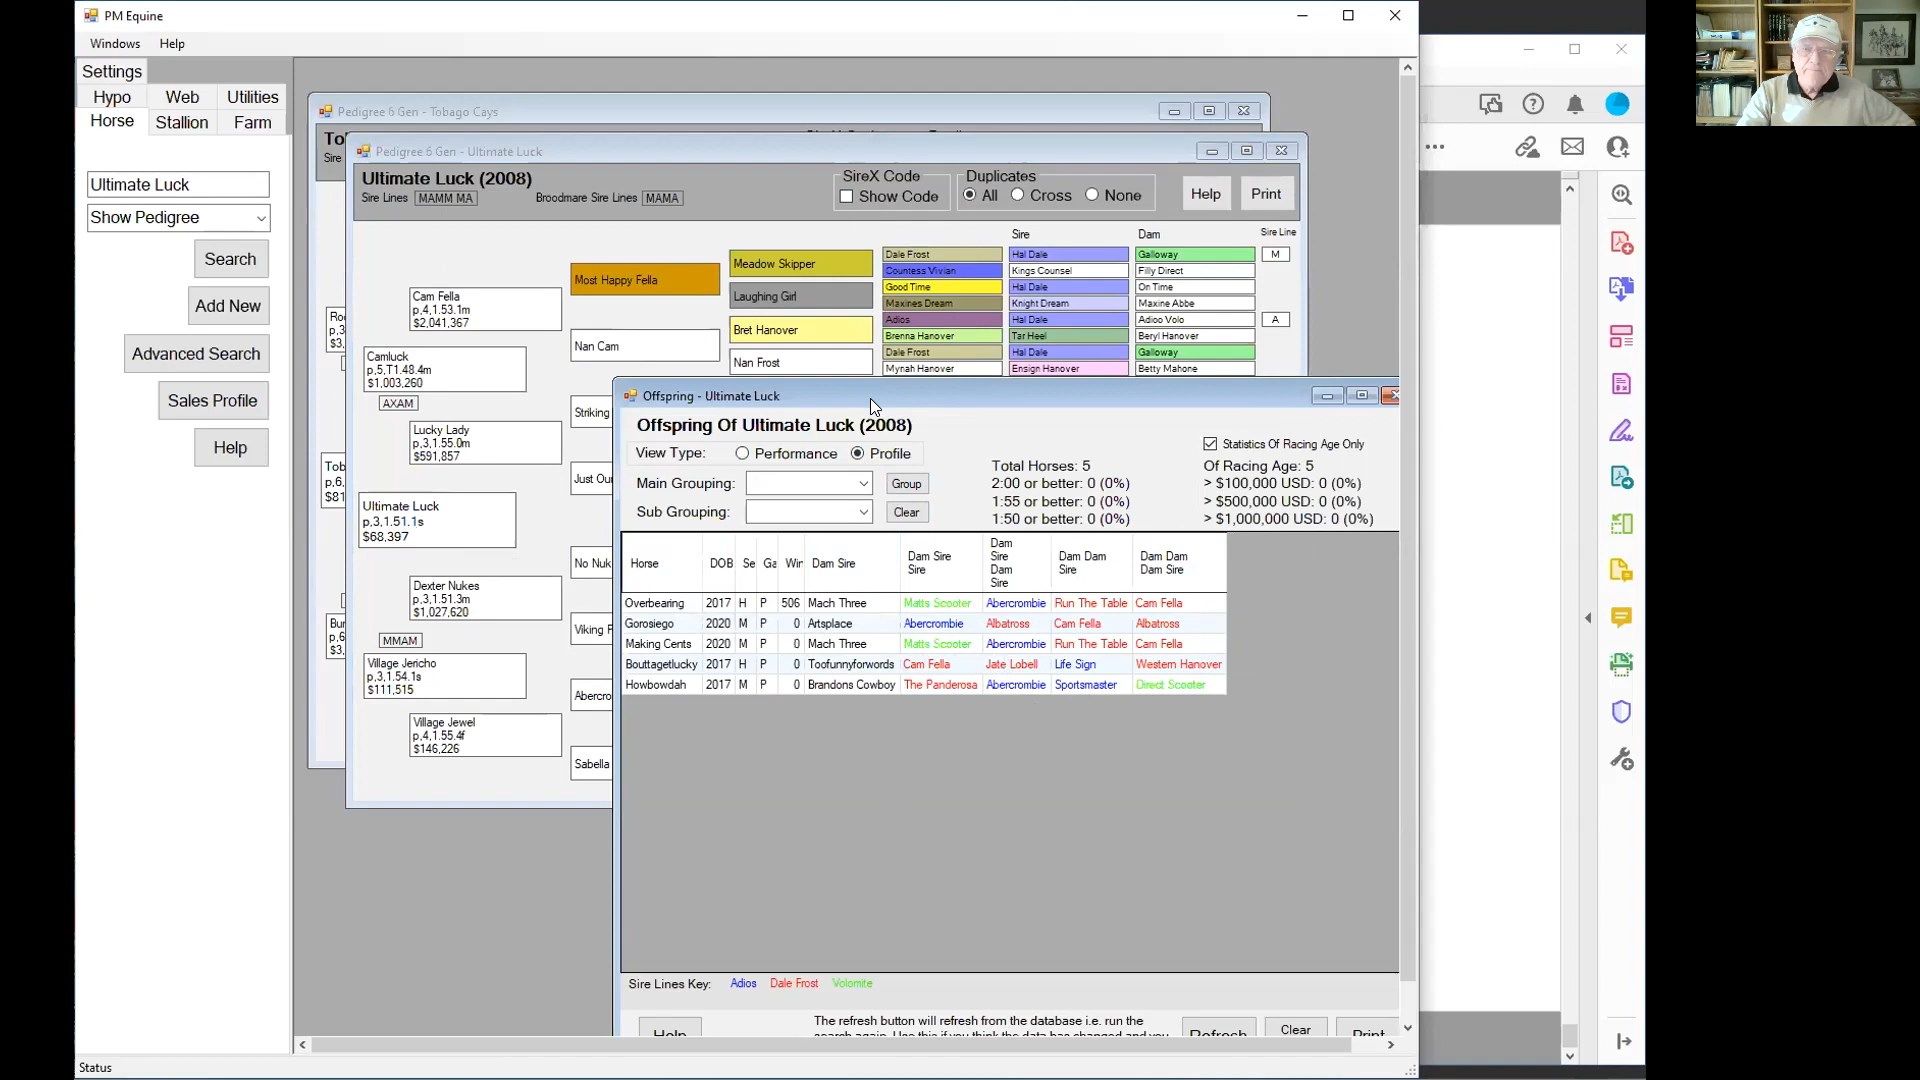 PM Equine
Windows Help
Settings
Hypo Web Utilities
Horse Stallion Farm
Ultimate Luck
Show Pedigree
Search
Add New
Advanced Search
Sales Profile
Help
Pedigree 6 Gen - Tobago Cays
Pedigree 6 Gen - Ultimate Luck
Ultimate Luck (2008)
Sire Lines MAMM MA Broodmare Sire Lines MAMA
SireX Code
Show Code
Duplicates
All Cross None
Help Print
Sire Dam Sire Line
Dale Frost Hal Dale Galloway M
Countess Vivian Kings Counsel Filly Direct
Good Time Hal Dale On Time
Maxines Dream Knight Dream Maxine Abbe
Adios Hal Dale Adioo Volo A
Brenna Hanover Tar Heel Beryl Hanover
Dale Frost Hal Dale Galloway
Mynah Hanover Ensign Hanover Betty Mahone
Meadow Skipper
Laughing Girl
Bret Hanover
Nan Frost
Most Happy Fella
Nan Cam
Striking
Just Our
No Nuk
Viking F
Abercro
Sabella
Cam Fella
p,4,1.53.1m
$2,041,367
Camluck
p,5,T1.48.4m
$1,003,260
AXAM
Lucky Lady
p,3,1.55.0m
$591,857
Ultimate Luck
p,3,1.51.1s
$68,397
Dexter Nukes
p,3,1.51.3m
$1,027,620
MMAM
Village Jericho
p,3,1.54.1s
$111,515
Village Jewel
p,4,1.55.4f
$146,226
Offspring - Ultimate Luck
Offspring Of Ultimate Luck (2008)
View Type: Performance Profile
Main Grouping: Group
Sub Grouping: Clear
Statistics Of Racing Age Only
Total Horses: 5 Of Racing Age: 5
2:00 or better: 0 (0%) > $100,000 USD: 0 (0%)
1:55 or better: 0 (0%) > $500,000 USD: 0 (0%)
1:50 or better: 0 (0%) > $1,000,000 USD: 0 (0%)
Horse DOB Se Ga Wir Dam Sire Dam Sire Sire Dam Sire Dam Sire Dam Dam Sire Dam Dam Dam Sire
Overbearing 2017 H P 506 Mach Three Matts Scooter Abercrombie Run The Table Cam Fella
Gorosiego 2020 M P 0 Artsplace Abercrombie Albatross Cam Fella Albatross
Making Cents 2020 M P 0 Mach Three Matts Scooter Abercrombie Run The Table Cam Fella
Bouttagetlucky 2017 H P 0 Toofunnyforwords Cam Fella Jate Lobell Life Sign Western Hanover
Howbowdah 2017 M P 0 Brandons Cowboy The Panderosa Abercrombie Sportsmaster Direct Scooter
Sire Lines Key: Adios Dale Frost Volomite
Help
The refresh button will refresh from the database i.e. run the
Refresh Clear Print
Status